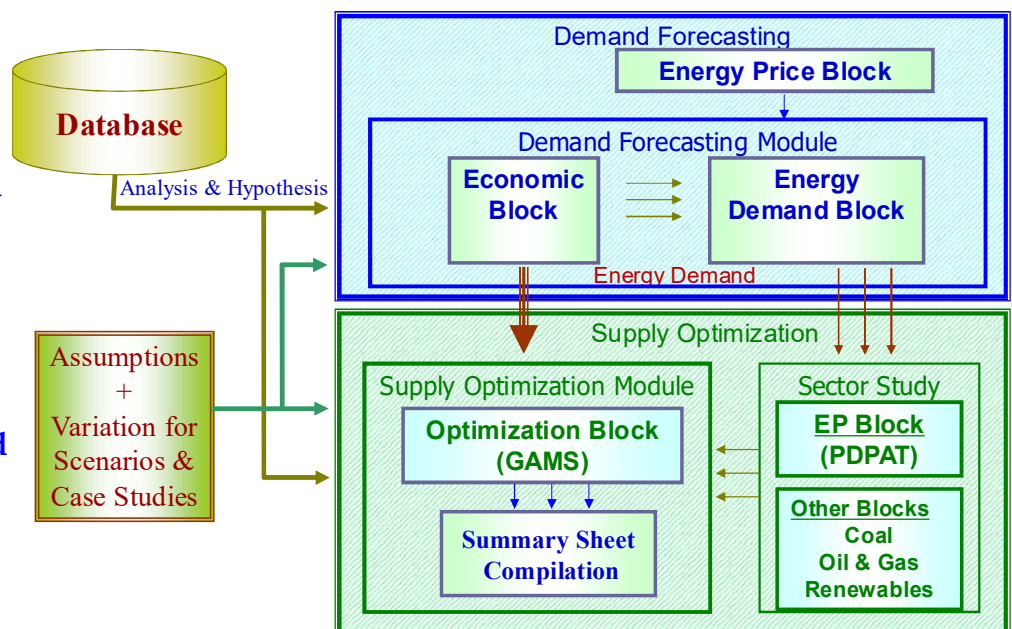 Demand Forecasting
Energy Price Block
Database
Demand Forecasting Module
Analysis & Hypothesis
Economic
Block
Energy
Demand Block
Energy Demand
Supply Optimization
Assumptions
+
Variation for
Scenarios &
Case Studies
Supply Optimization Module
Optimization Block
(GAMS)
Summary Sheet
Compilation
Sector Study
EP Block
(PDPAT)
Other Blocks
Coal
Oil & Gas
Renewables